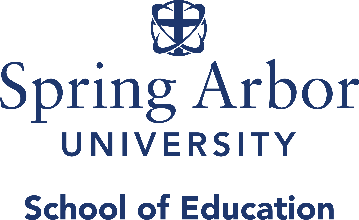 Spring Arbor
UNIVERSITY
School of Education